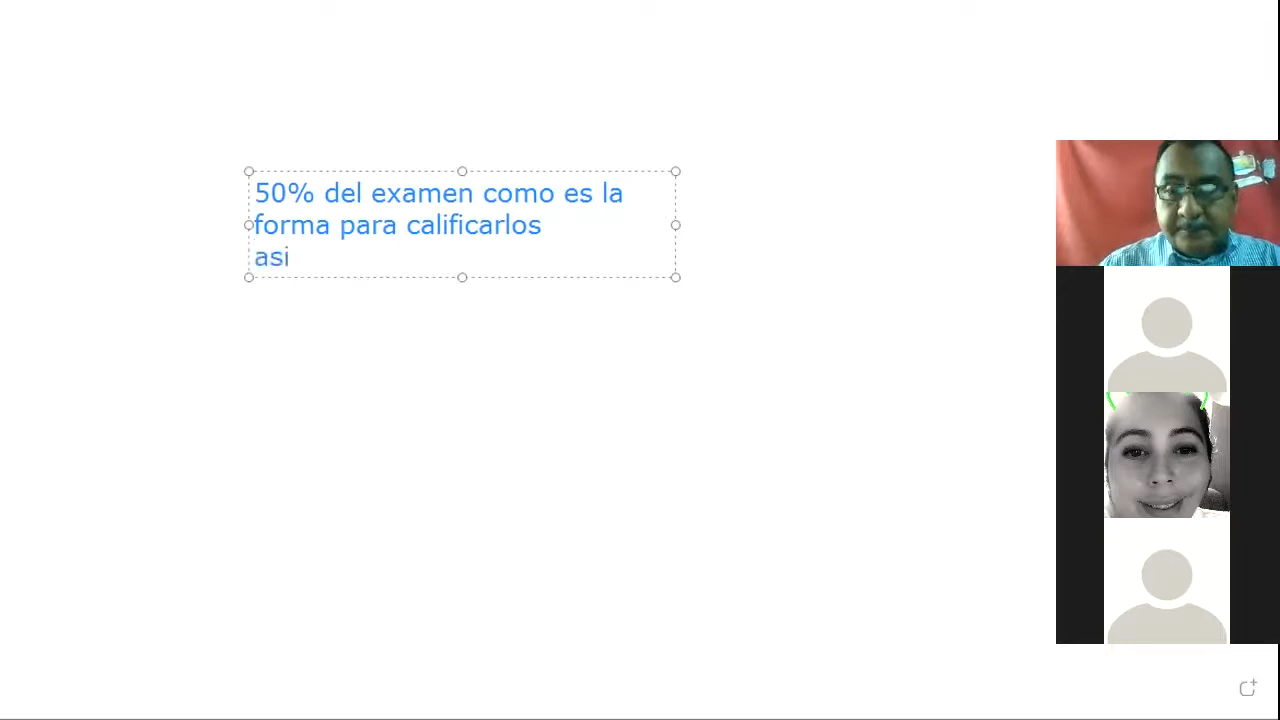 50% del examen como es la
forma para calificarlos
asi